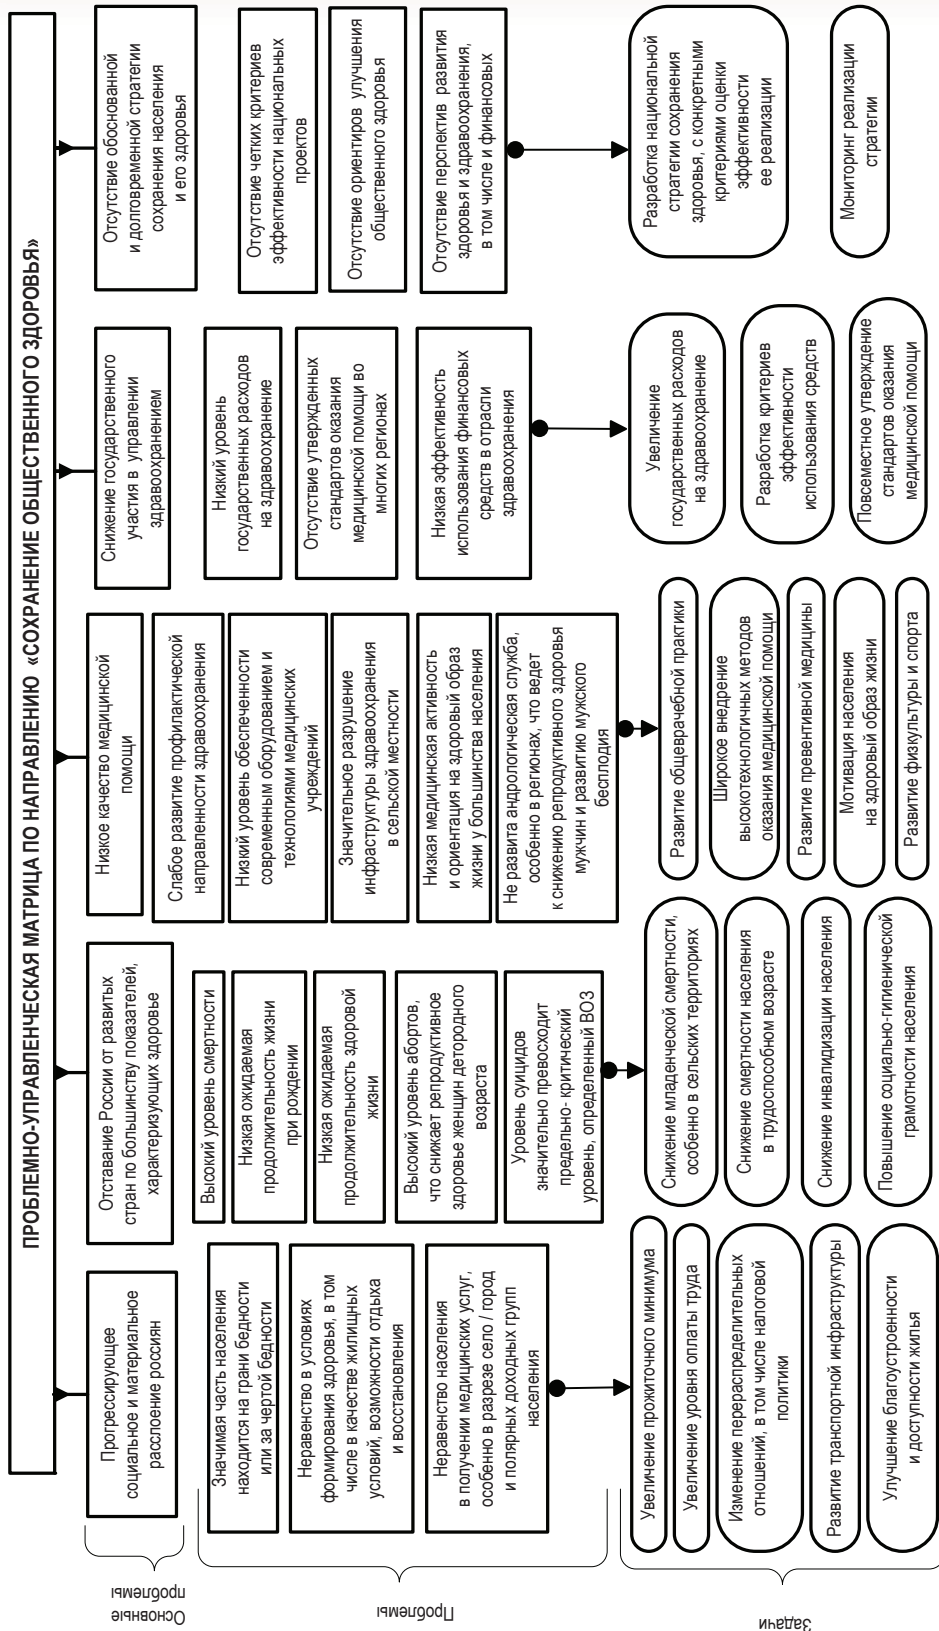 ПРОБЛЕМНО-УПРАВЛЕНЧЕСКАЯ МАТРИЦА ПО НАПРАВЛЕНИЮ «СОХРАНЕНИЕ ОБЩЕСТВЕННОГО ЗДОРОВЬЯ»
Основные
проблемы
Прогрессирующее
социальное и материальное
расслоение россиян
Отставание России от развитых
стран по большинству показателей,
характеризующих здоровье
Низкое качество медицинской
помощи
Снижение государственного
участия в управлении
здравоохранением
Отсутствие обоснованной
и долговременной стратегии
сохранения населения
и его здоровья
Проблемы
Значимая часть населения
находится на грани бедности
или за чертой бедности
Неравенство в условиях
формирования здоровья, в том
числе в качестве жилищных
условий, возможности отдыха
и восстановления
Неравенство населения
в получении медицинских услуг,
особенно в разрезе село / город
и полярных доходных групп
населения
Высокий уровень смертности
Низкая ожидаемая
продолжительность жизни
при рождении
Низкая ожидаемая
продолжительность здоровой
жизни
Высокий уровень абортов,
что снижает репродуктивное
здоровье женщин детородного
возраста
Уровень суицидов
значительно превосходит
предельно-критический
уровень, определенный ВОЗ
Слабое развитие профилактической
направленности здравоохранения
Низкий уровень обеспеченности
современным оборудованием и
технологиями медицинских
учреждений
Значительное разрушение
инфраструктуры здравоохранения
в сельской местности
Низкая медицинская активность
и ориентация на здоровый образ
жизни у большинства населения
Не развита андрологическая служба,
особенно в регионах, что ведет
к снижению репродуктивного здоровья
мужчин и развитию мужского
бесплодия
Низкий уровень
государственных расходов
на здравоохранение
Отсутствие утвержденных
стандартов оказания
медицинской помощи во
многих регионах
Низкая эффективность
использования финансовых
средств в отрасли
здравоохранения
Отсутствие четких критериев
эффективности национальных
проектов
Отсутствие ориентиров улучшения
общественного здоровья
Отсутствие перспектив развития
здоровья и здравоохранения,
в том числе и финансовых
Задачи
Увеличение прожиточного минимума
Увеличение уровня оплаты труда
Изменение перераспределительных
отношений, в том числе налоговой
политики
Развитие транспортной инфраструктуры
Улучшение благоустроенности
и доступности жилья
Снижение младенческой смертности,
особенно в сельских территориях
Снижение смертности населения
в трудоспособном возрасте
Снижение инвалидизации населения
Повышение социально-гигиенической
грамотности населения
Развитие общеврачебной практики
Широкое внедрение
высокотехнологичных методов
оказания медицинской помощи
Развитие превентивной медицины
Мотивация населения
на здоровый образ жизни
Развитие физкультуры и спорта
Увеличение
государственных расходов
на здравоохранение
Разработка критериев
эффективности
использования средств
Повсеместное утверждение
стандартов оказания
медицинской помощи
Разработка национальной
стратегии сохранения
здоровья, с конкретными
критериями оценки
эффективности
ее реализации
Мониторинг реализации
стратегии